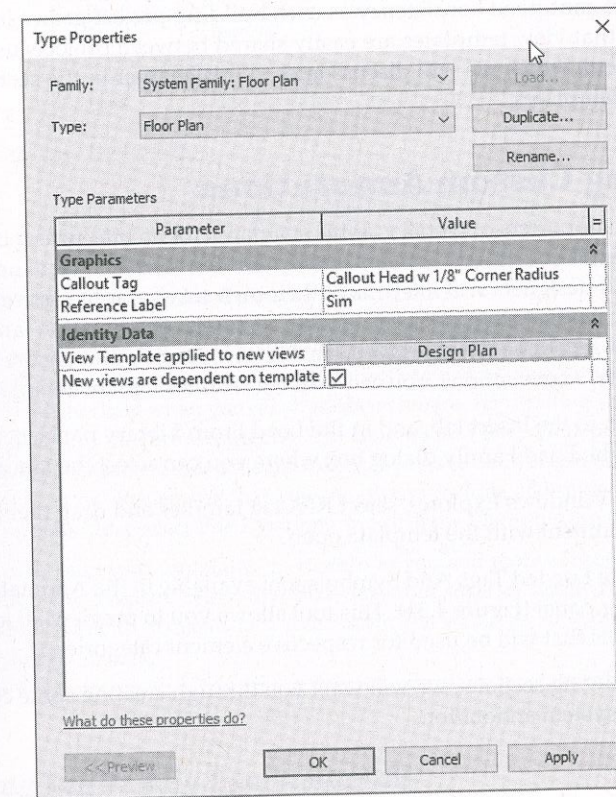 Type Properties
Family: System Family: Floor Plan Load...
Type: Floor Plan Duplicate...
Rename...
Type Parameters
Parameter Value =
Graphics
Callout Tag Callout Head w 1/8" Corner Radius
Reference Label Sim
Identity Data
View Template applied to new views Design Plan
New views are dependent on template
What do these properties do?
<< Preview OK Cancel Apply